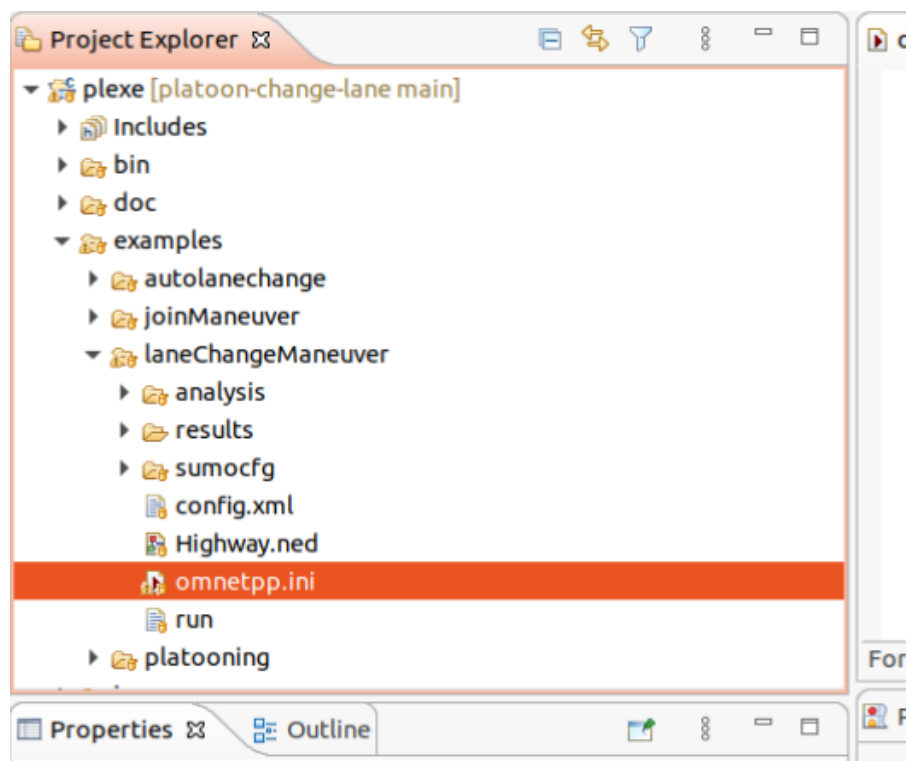 Project Explorer
plexe [platoon-change-lane main]
Includes
bin
doc
examples
autolanechange
joinManeuver
laneChangeManeuver
analysis
results
sumocfg
config.xml
Highway.ned
omnetpp.ini
run
platooning
For
Properties
Outline